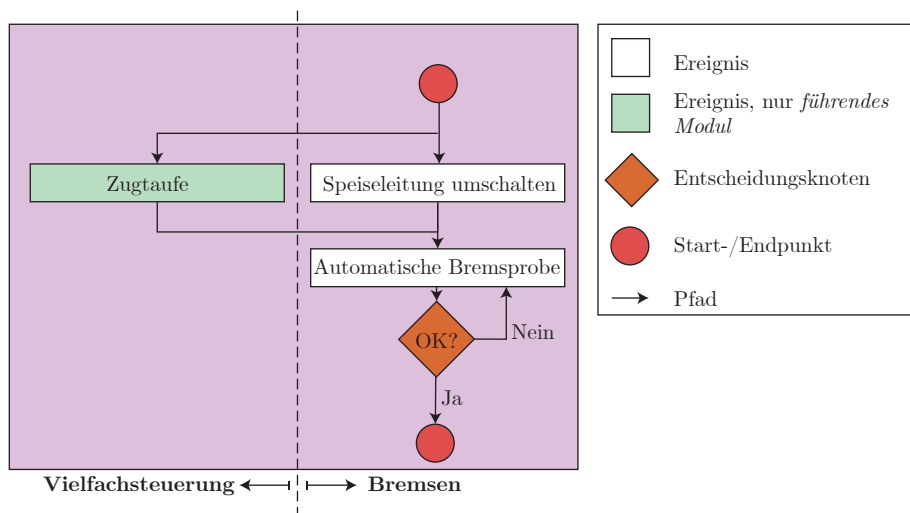 Zugtaufe
Speiseleitung umschalten
Automatische Bremsprobe
OK?
Nein
Ja
Vielfachsteuerung
Bremsen
Ereignis
Ereignis, nur führendes
Modul
Entscheidungsknoten
Start-/Endpunkt
Pfad